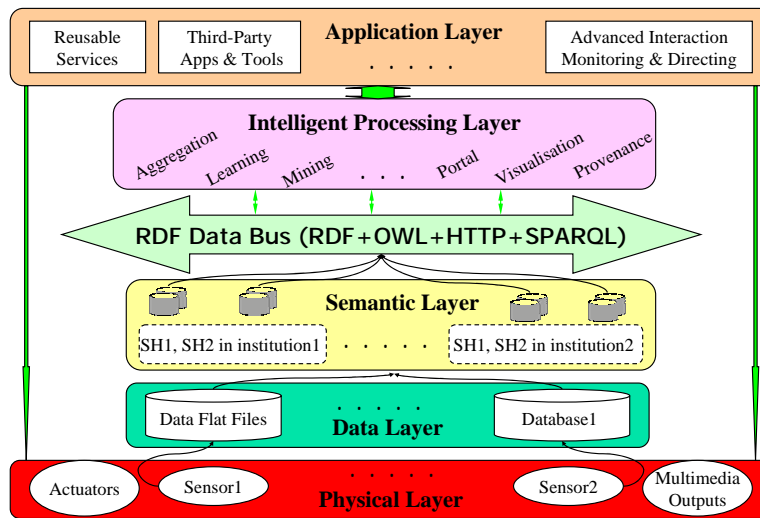 Reusable
Services
Third-Party
Apps & Tools
Application Layer
. . . . .
Advanced Interaction
Monitoring & Directing
Intelligent Processing Layer
Aggregation
Learning
Mining
. . .
Portal
Visualisation
Provenance
RDF Data Bus (RDF+OWL+HTTP+SPARQL)
Semantic Layer
SH1, SH2 in institution1
. . . . .
SH1, SH2 in institution2
Data Flat Files
. . . . .
Database1
Data Layer
Actuators
Sensor1
. . . . .
Physical Layer
Sensor2
Multimedia
Outputs